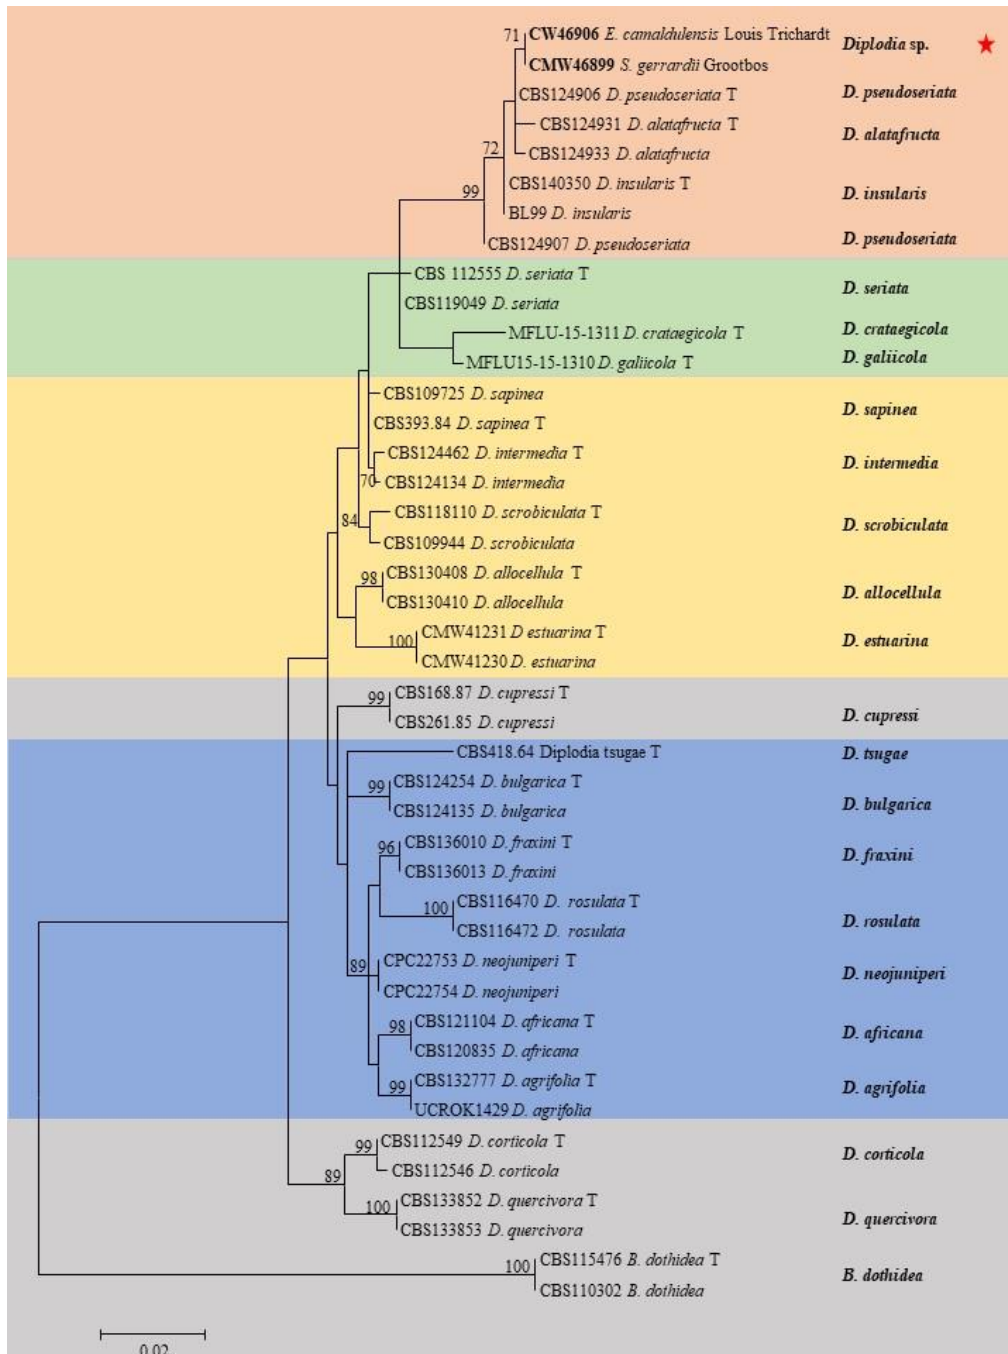 71 CW46906 E. camaldulensis Louis Trichardt
Diplodia sp.
CMW46899 S. gerrardii Grootbos
CBS124906 D. pseudoseriata T
D. pseudoseriata
CBS124931 D. alatafructa T
D. alatafructa
72
CBS124933 D. alatafructa
CBS140350 D. insularis T
D. insularis
99
BL99 D. insularis
CBS124907 D. pseudoseriata
D. pseudoseriata
CBS 112555 D. seriata T
D. seriata
CBS119049 D. seriata
MFLU-15-1311 D. crataegicola T
D. crataegicola
MFLU15-15-1310 D. galiicola T
D. galiicola
CBS109725 D. sapinea
D. sapinea
CBS393.84 D. sapinea T
CBS124462 D. intermedia T
D. intermedia
70 CBS124134 D. intermedia
CBS118110 D. scrobiculata T
84
D. scrobiculata
CBS109944 D. scrobiculata
98 CBS130408 D. allocellula T
D. allocellula
CBS130410 D. allocellula
CMW41231 D estuarina T
100
D. estuarina
CMW41230 D. estuarina
99 CBS168.87 D. cupressi T
D. cupressi
CBS261.85 D. cupressi
CBS418.64 Diplodia tsugae T
D. tsugae
99 CBS124254 D. bulgarica T
D. bulgarica
CBS124135 D. bulgarica
96 CBS136010 D. fraxini T
D. fraxini
CBS136013 D. fraxini
100 CBS116470 D. rosulata T
D. rosulata
CBS116472 D. rosulata
89 CPC22753 D. neojuniperi T
D. neojuniperi
CPC22754 D. neojuniperi
98 CBS121104 D. africana T
D. africana
CBS120835 D. africana
99 CBS132777 D. agrifolia T
D. agrifolia
UCROK1429 D. agrifolia
99 CBS112549 D. corticola T
D. corticola
89
CBS112546 D. corticola
100 CBS133852 D. quercivora T
D. quercivora
CBS133853 D. quercivora
100 CBS115476 B. dothidea T
B. dothidea
CBS110302 B. dothidea
0.02